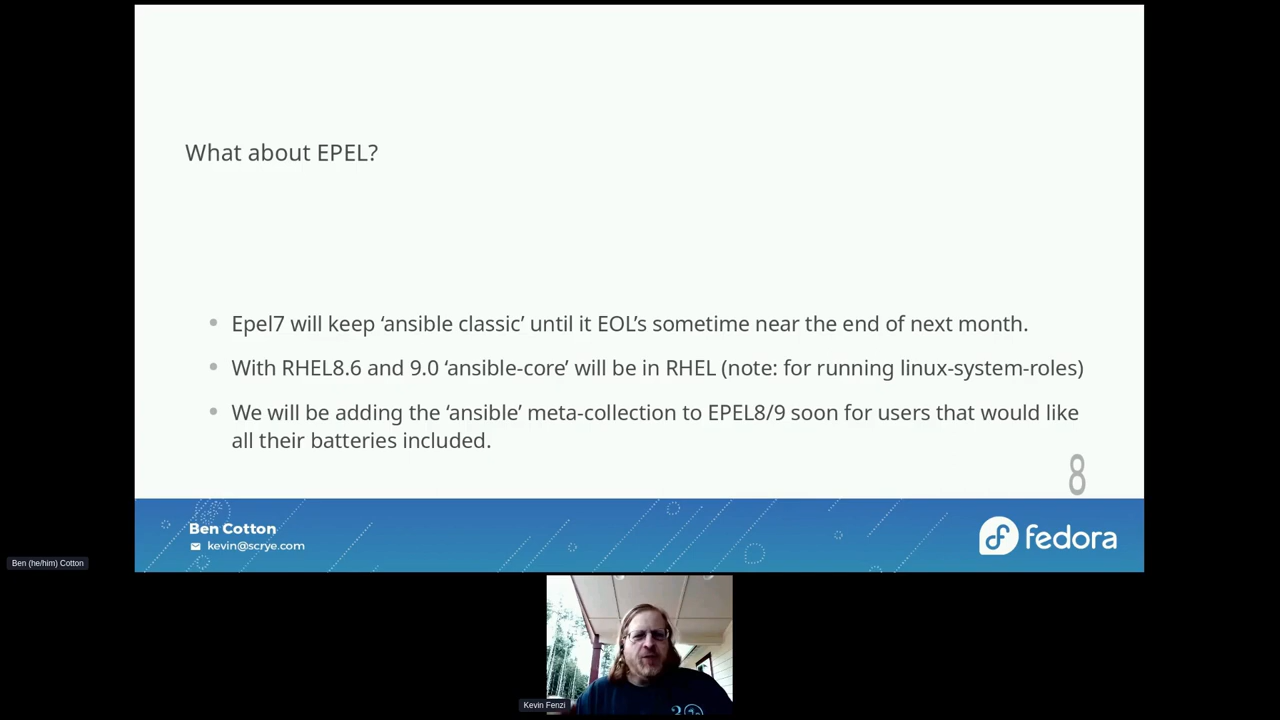 What about EPEL?
Epel7 will keep ‘ansible classic’ until it EOL’s sometime near the end of next month.
With RHEL8.6 and 9.0 ‘ansible-core’ will be in RHEL (note: for running linux-system-roles)
We will be adding the ‘ansible’ meta-collection to EPEL8/9 soon for users that would like
all their batteries included.
8
Ben Cotton
kevin@scrye.com
fedora
Ben (he/him) Cotton
Kevin Fenzi